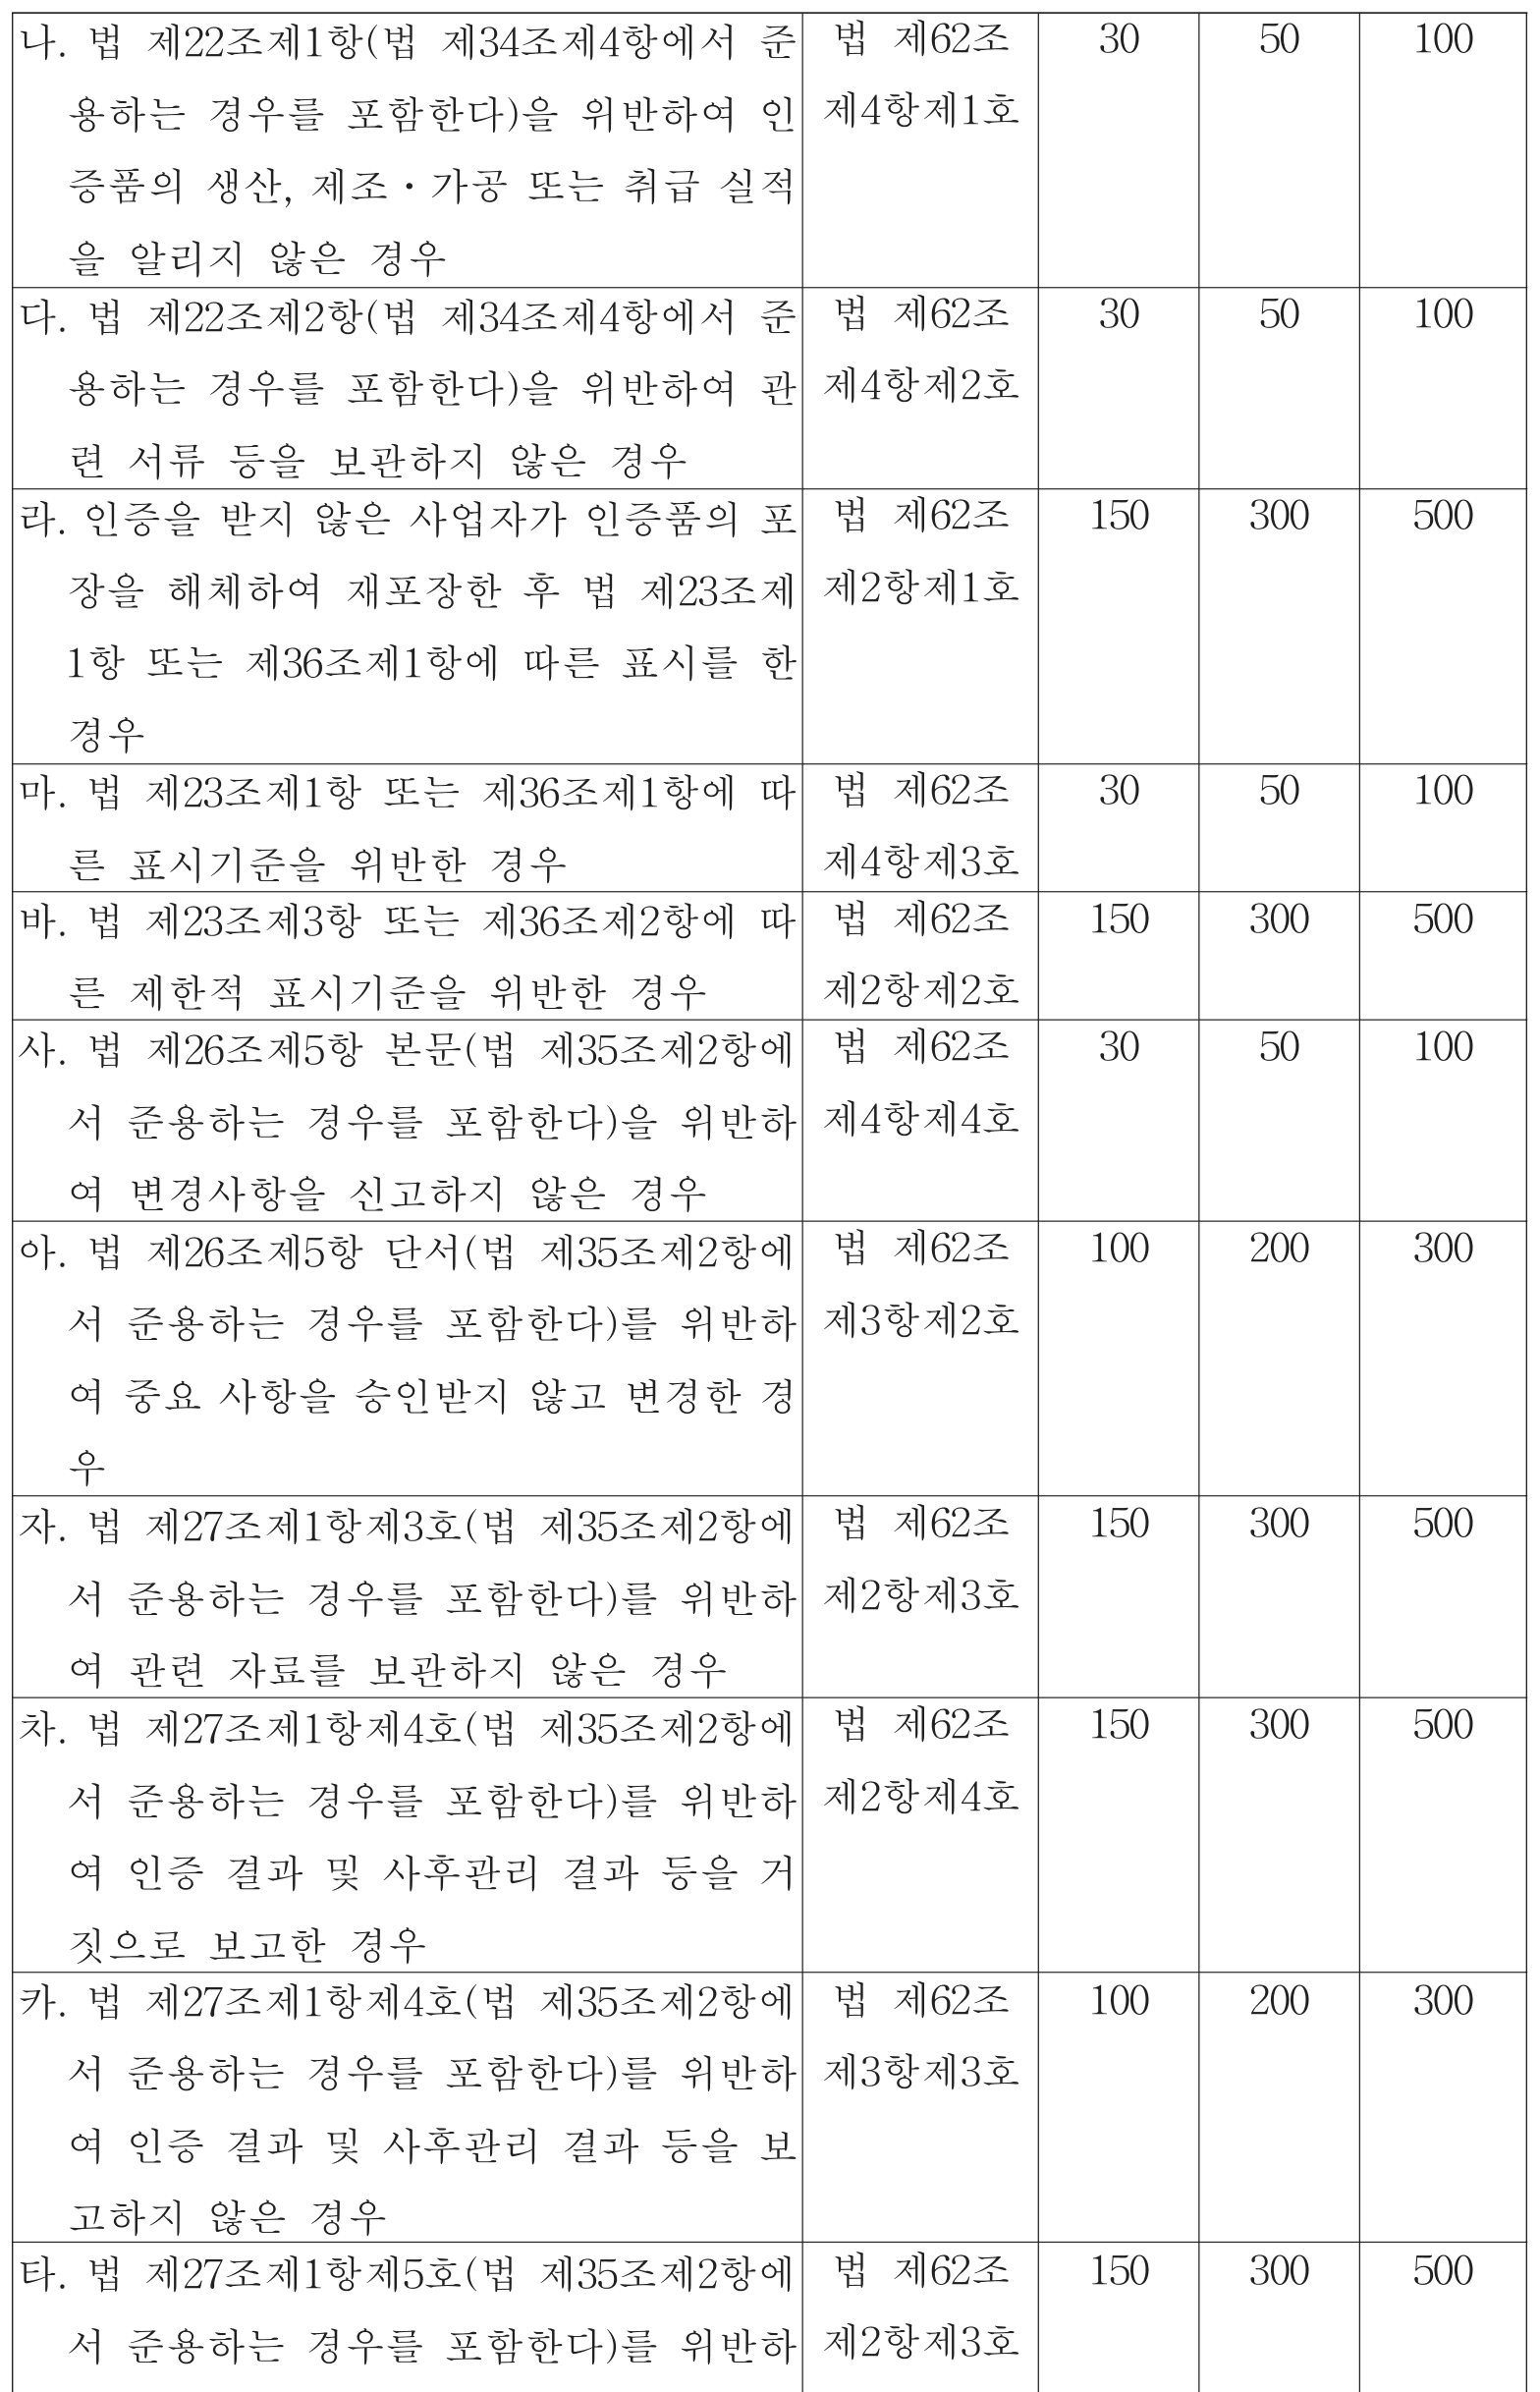 나. 법 제22조제1항(법 제34조제4항에서 준
용하는 경우를 포함한다)을 위반하여 인
증품의 생산, 제조·가공 또는 취급 실적
을 알리지 않은 경우
법 제62조
제4항제1호
30
50
100
다. 법 제22조제2항(법 제34조제4항에서 준
용하는 경우를 포함한다)을 위반하여 관
련 서류 등을 보관하지 않은 경우
법 제62조
제4항제2호
30
50
100
라. 인증을 받지 않은 사업자가 인증품의 포
장을 해체하여 재포장한 후 법 제23조제
1항 또는 제36조제1항에 따른 표시를 한
경우
법 제62조
제2항제1호
150
300
500
마. 법 제23조제1항 또는 제36조제1항에 따
른 표시기준을 위반한 경우
법 제62조
제4항제3호
30
50
100
바. 법 제23조제3항 또는 제36조제2항에 따
른 제한적 표시기준을 위반한 경우
법 제62조
제2항제2호
150
300
500
사. 법 제26조제5항 본문(법 제35조제2항에
서 준용하는 경우를 포함한다)을 위반하
여 변경사항을 신고하지 않은 경우
법 제62조
제4항제4호
30
50
100
아. 법 제26조제5항 단서(법 제35조제2항에
서 준용하는 경우를 포함한다)를 위반하
여 중요 사항을 승인받지 않고 변경한 경
우
법 제62조
제3항제2호
100
200
300
자. 법 제27조제1항제3호(법 제35조제2항에
서 준용하는 경우를 포함한다)를 위반하
여 관련 자료를 보관하지 않은 경우
법 제62조
제2항제3호
150
300
500
차. 법 제27조제1항제4호(법 제35조제2항에
서 준용하는 경우를 포함한다)를 위반하
여 인증 결과 및 사후관리 결과 등을 거
짓으로 보고한 경우
법 제62조
제2항제4호
150
300
500
카. 법 제27조제1항제4호(법 제35조제2항에
서 준용하는 경우를 포함한다)를 위반하
여 인증 결과 및 사후관리 결과 등을 보
고하지 않은 경우
법 제62조
제3항제3호
100
200
300
타. 법 제27조제1항제5호(법 제35조제2항에
서 준용하는 경우를 포함한다)를 위반하
법 제62조
제2항제3호
150
300
500